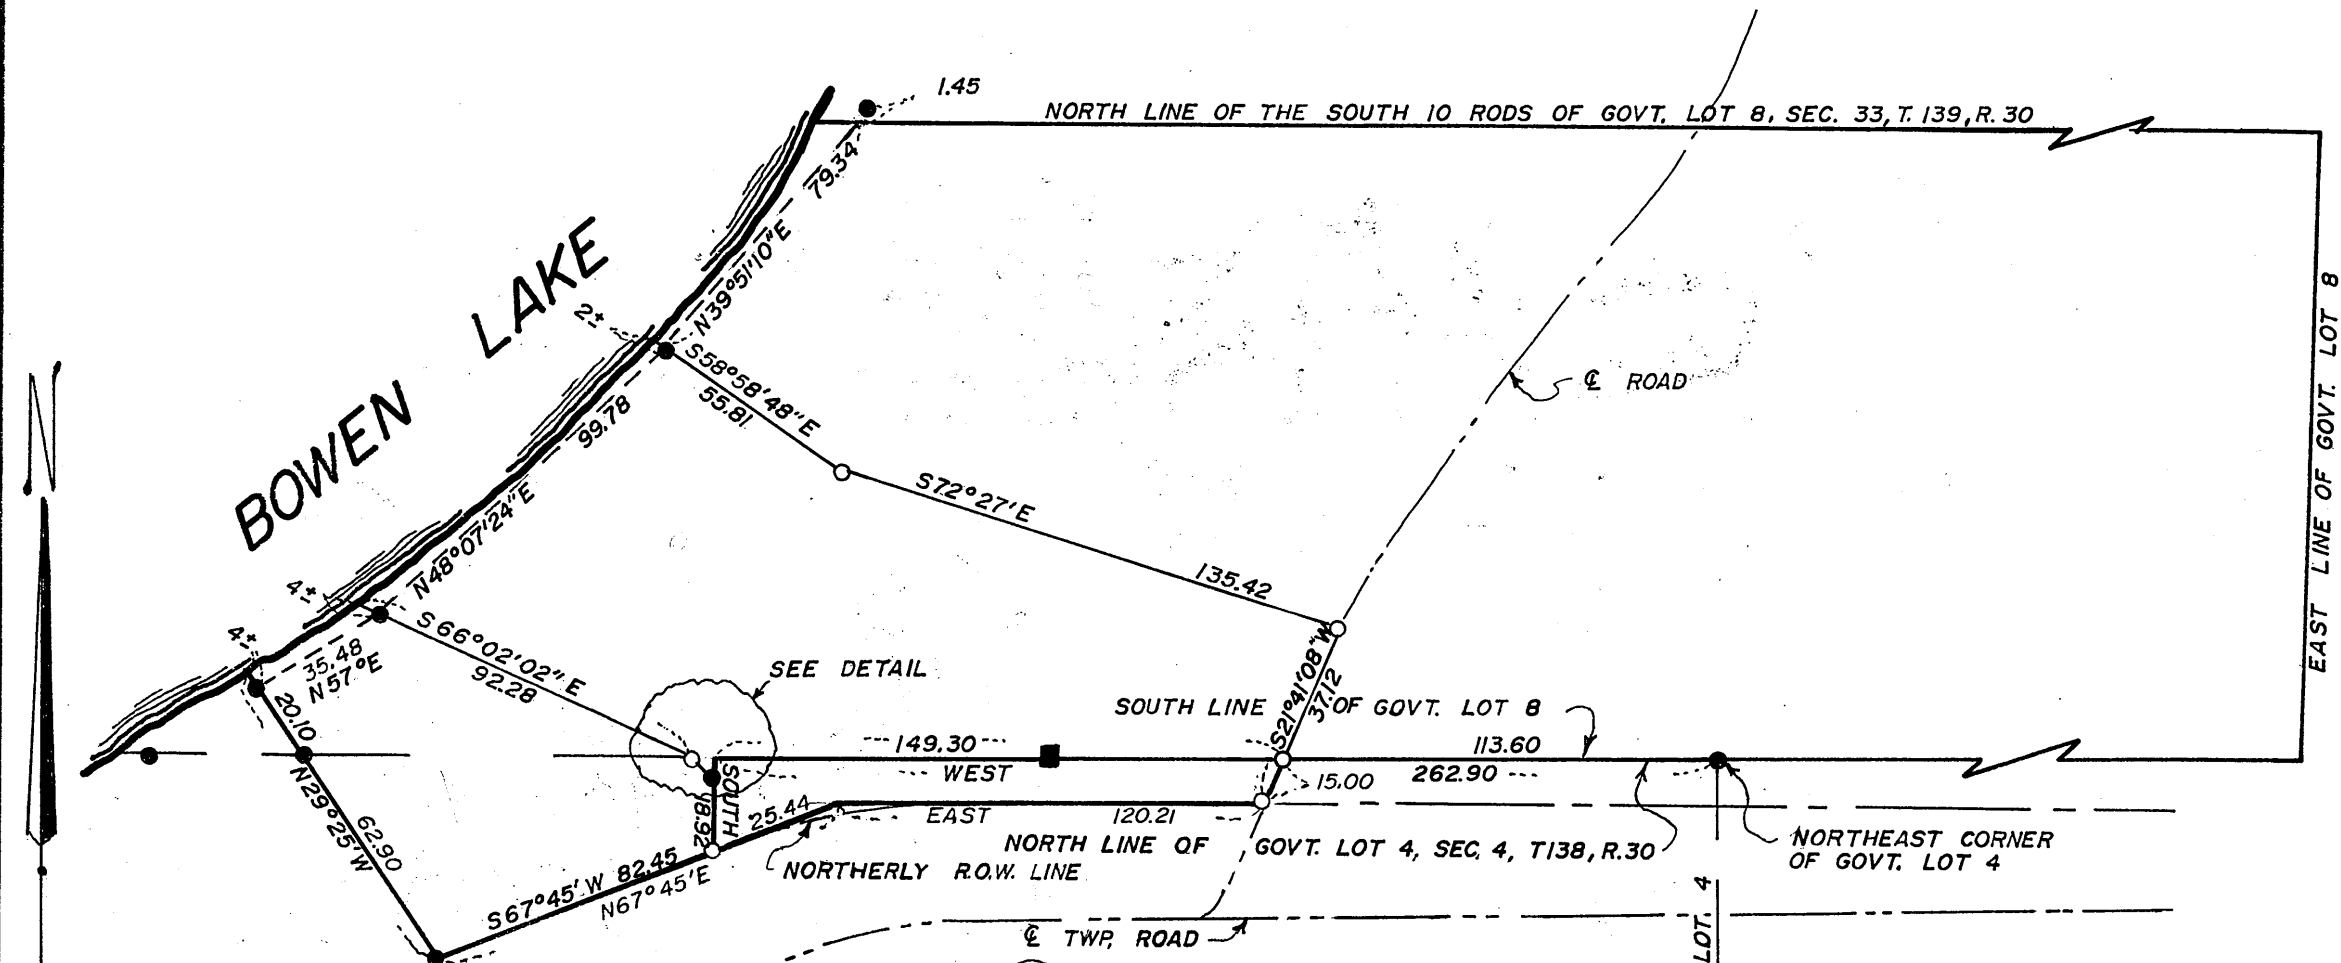 1.45
NORTH LINE OF THE SOUTH 10 RODS OF GOVT. LOT 8, SEC. 33, T. 139, R. 30
79.34
N39°51'10"E
BOWEN LAKE
2±
S58°58'48"E
55.81
99.78
N48°07'24"E
S72°27'E
135.42
℄ ROAD
EAST LINE OF GOVT. LOT 8
N
4±
4±
35.48
N57°E
S66°02'02"E
92.28
SEE DETAIL
S21°41'08"W
37.12
SOUTH LINE OF GOVT. LOT 8
20.10
149.30
WEST
113.60
262.90
15.00
N29°25'W
62.90
SOUTH
18.92
25.44
EAST
120.21
NORTH LINE OF GOVT. LOT 4, SEC. 4, T138, R.30
NORTHEAST CORNER
OF GOVT. LOT 4
NORTHERLY R.O.W. LINE
S67°45'W 82.45
N67°45'E
℄ TWP. ROAD
LOT. 4